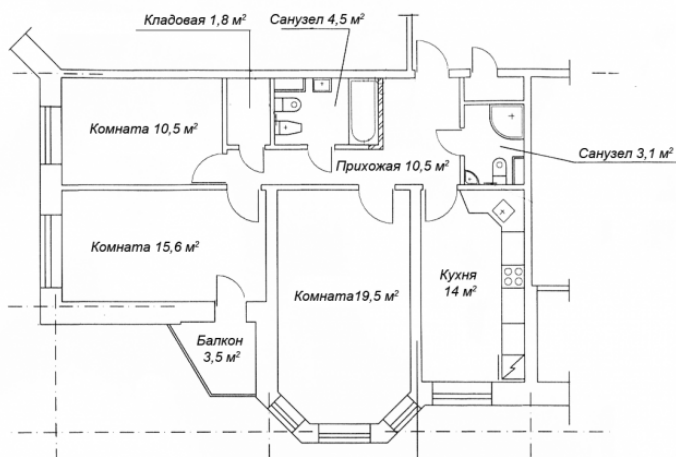 Кладовая 1,8 м²
Санузел 4,5 м²
Комната 10,5 м²
Прихожая 10,5 м²
Санузел 3,1 м²
Комната 15,6 м²
Комната19,5 м²
Кухня
14 м²
Балкон
3,5 м²